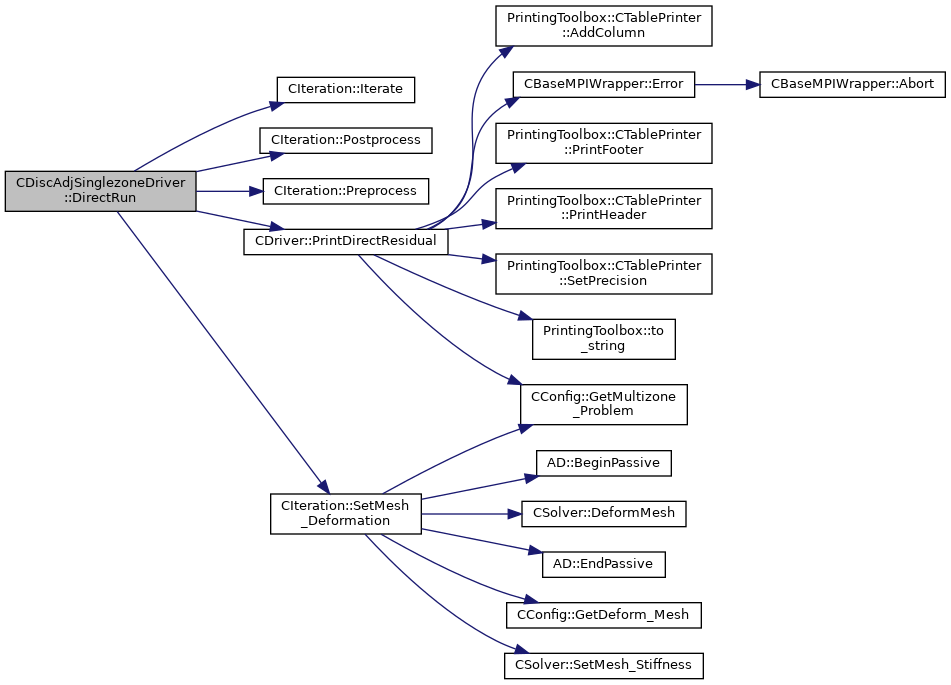 CDiscAdjSinglezoneDriver
::DirectRun
CIteration::Iterate
CIteration::Postprocess
CIteration::Preprocess
CDriver::PrintDirectResidual
PrintingToolbox::CTablePrinter
::AddColumn
CBaseMPIWrapper::Error
CBaseMPIWrapper::Abort
PrintingToolbox::CTablePrinter
::PrintFooter
PrintingToolbox::CTablePrinter
::PrintHeader
PrintingToolbox::CTablePrinter
::SetPrecision
PrintingToolbox::to
_string
CConfig::GetMultizone
_Problem
CIteration::SetMesh
_Deformation
AD::BeginPassive
CSolver::DeformMesh
AD::EndPassive
CConfig::GetDeform_Mesh
CSolver::SetMesh_Stiffness